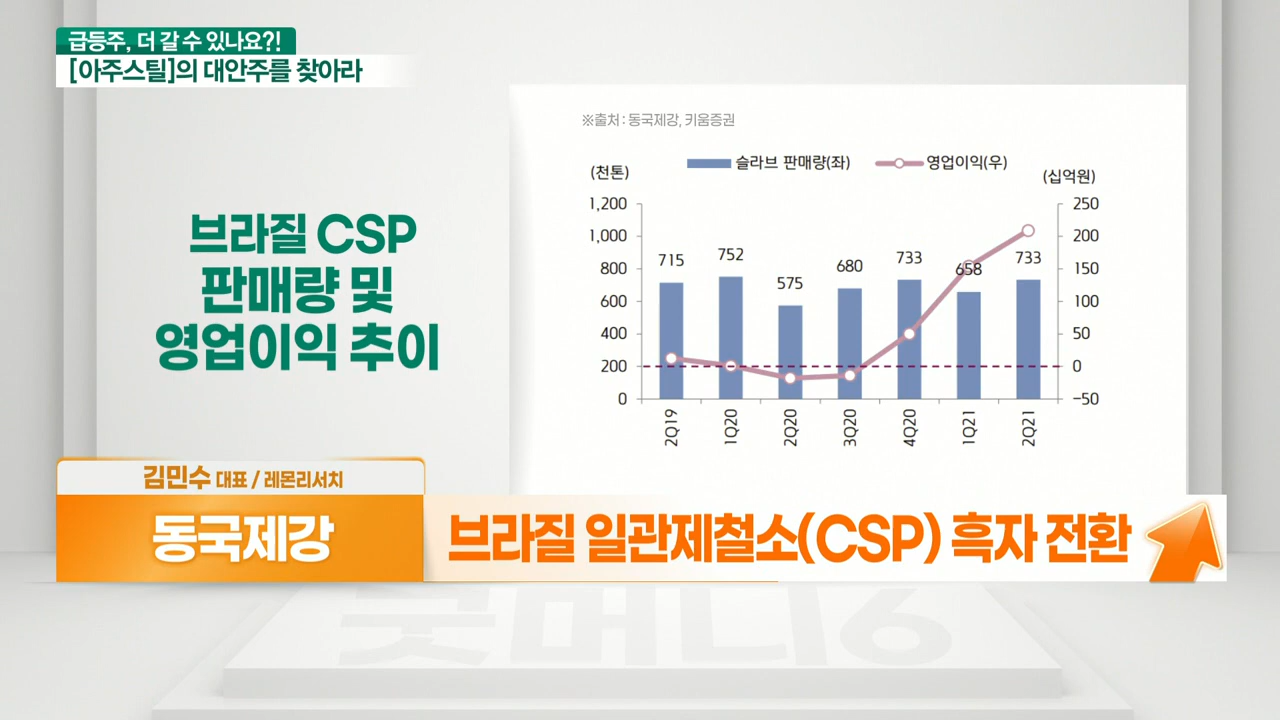 급등주, 더 갈 수 있나요?!
[아주스틸]의 대안주를 찾아라
※출처 : 동국제강, 키움증권
슬라브 판매량(좌) 영업이익(우)
(천톤) (십억원)
1,200 250
1,000 200
800 150
600 100
400 50
200 0
0 -50
715 752 575 680 733 658 733
2Q19 1Q20 2Q20 3Q20 4Q20 1Q21 2Q21
브라질 CSP
판매량 및
영업이익 추이
김민수 대표 / 레몬리서치
동국제강
브라질 일관제철소(CSP) 흑자 전환
굿머니6